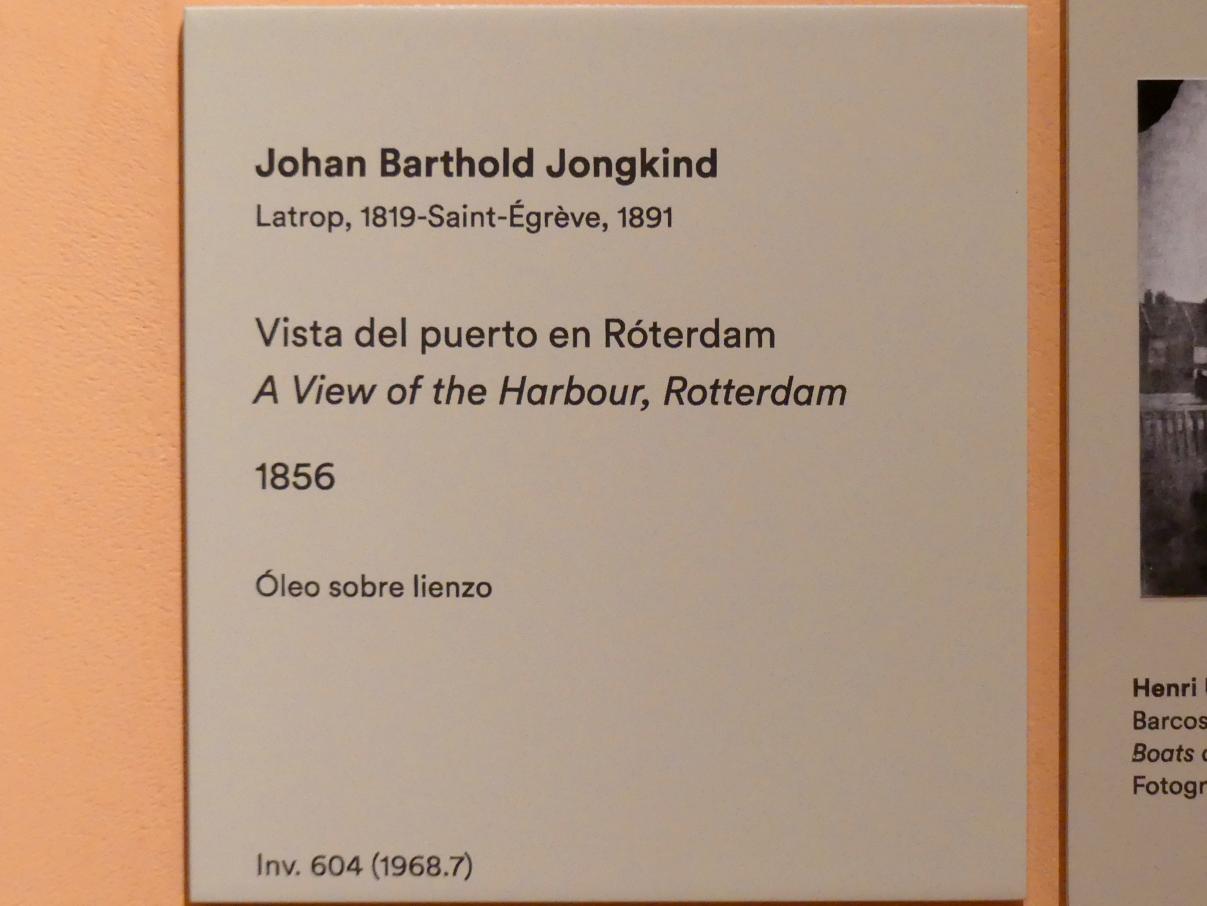 Johan Barthold Jongkind
Latrop, 1819-Saint-Égrève, 1891
Vista del puerto en Róterdam
A View of the Harbour, Rotterdam
1856
Óleo sobre lienzo
Inv. 604 (1968.7)
Henri
Barcos
Boats